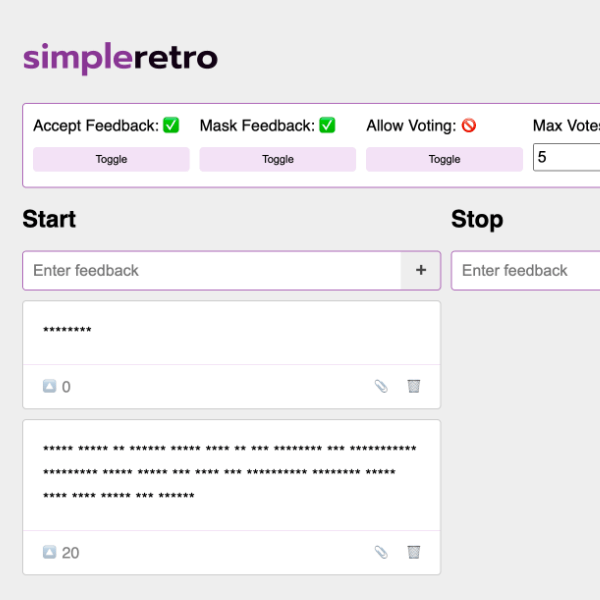 simpleretro
Accept Feedback: ✅ Mask Feedback: ✅ Allow Voting: 🚫 Max Votes
Toggle Toggle Toggle 5
Start Stop
Enter feedback + Enter feedback
********
0
***** ***** ** ****** ***** **** ** *** ******** *** ***********
********* ***** ***** *** **** *** ********** ******** *****
**** **** ***** *** ******
20